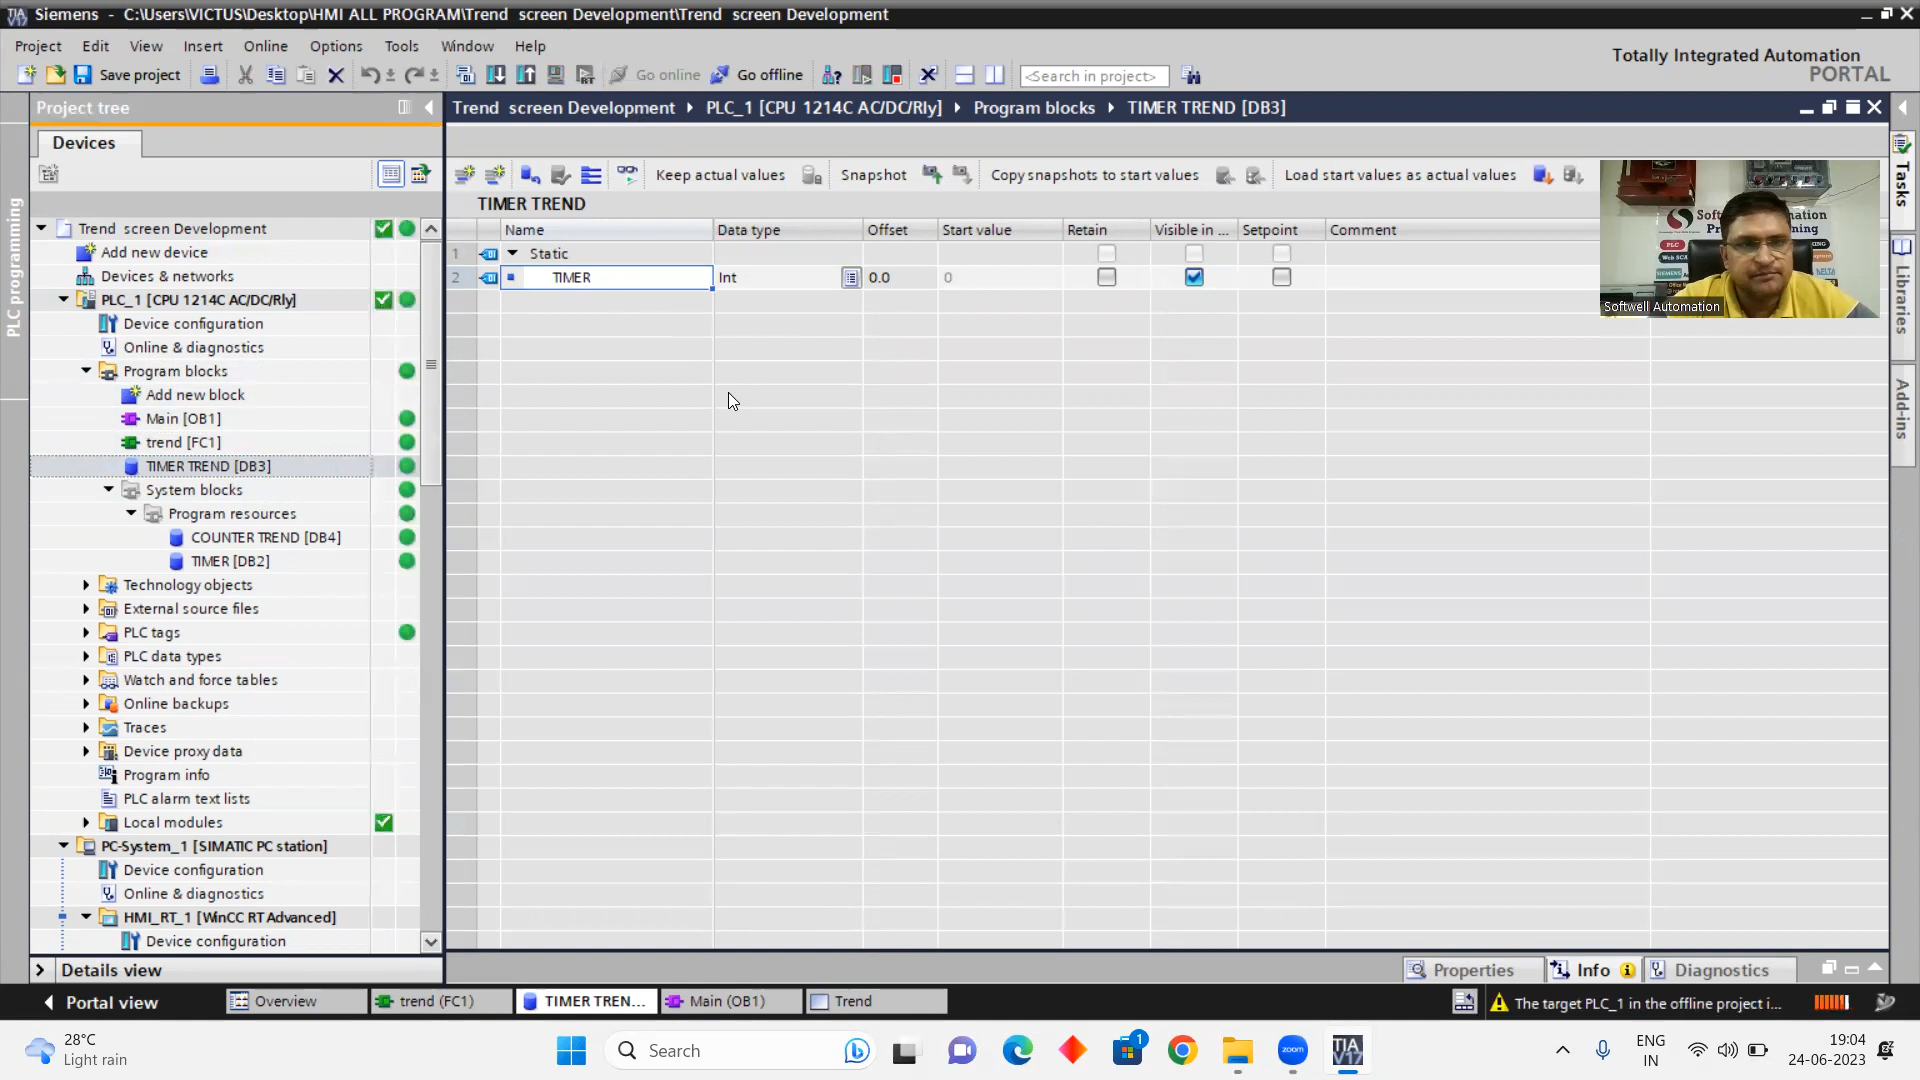 Siemens - C:\Users\VICTUS\Desktop\HMI ALL PROGRAM\Trend screen Development\Trend screen Development
Project Edit View Insert Online Options Tools Window Help
Totally Integrated Automation
PORTAL
Save project
Go online
Go offline
<Search in project>
Project tree
Trend screen Development PLC_1 [CPU 1214C AC/DC/Rly] Program blocks TIMER TREND [DB3]
Devices
PLC programming
Keep actual values Snapshot Copy snapshots to start values Load start values as actual values
TIMER TREND
Name Data type Offset Start value Retain Visible in ... Setpoint Comment
1 Static
2 TIMER Int 0.0 0
Trend screen Development
Add new device
Devices & networks
PLC_1 [CPU 1214C AC/DC/Rly]
Device configuration
Online & diagnostics
Program blocks
Add new block
Main [OB1]
trend [FC1]
TIMER TREND [DB3]
System blocks
Program resources
COUNTER TREND [DB4]
TIMER [DB2]
Technology objects
External source files
PLC tags
PLC data types
Watch and force tables
Online backups
Traces
Device proxy data
Program info
PLC alarm text lists
Local modules
PC-System_1 [SIMATIC PC station]
Device configuration
Online & diagnostics
HMI_RT_1 [WinCC RT Advanced]
Device configuration
Softwell Automation
Tasks
Libraries
Add-ins
Details view
Properties Info Diagnostics
Portal view Overview trend (FC1) TIMER TREN... Main (OB1) Trend
The target PLC_1 in the offline project i...
28°C
Light rain
Search
1
zoom
TIA
V17
ENG
IN
19:04
24-06-2023